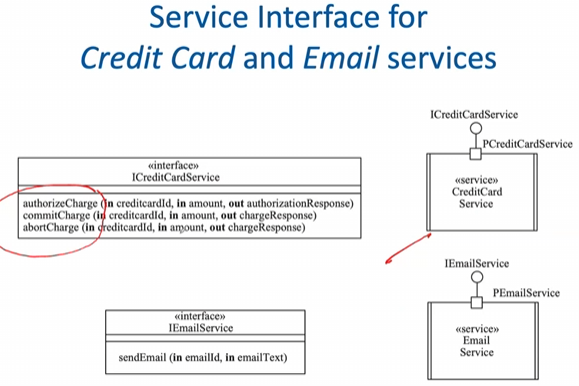 Service Interface for
Credit Card and Email services
ICreditCardService
PCreditCardService
«interface»
ICreditCardService
authorizeCharge (in creditcardId, in amount, out authorizationResponse)
commitCharge (in creditcardId, in amount, out chargeResponse)
abortCharge (in creditcardId, in amount, out chargeResponse)
«service»
CreditCard
Service
IEmailService
PEmailService
«interface»
IEmailService
sendEmail (in emailId, in emailText)
«service»
Email
Service